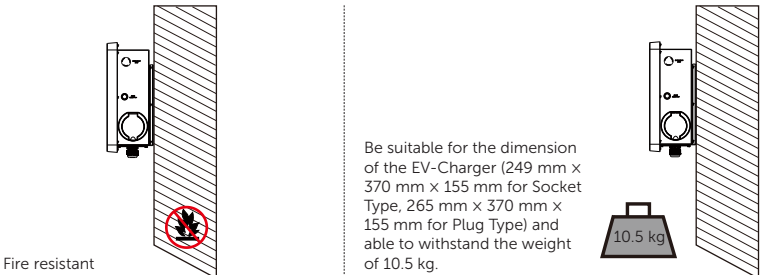 Fire resistant
Be suitable for the dimension
of the EV-Charger (249 mm ×
370 mm × 155 mm for Socket
Type, 265 mm × 370 mm ×
155 mm for Plug Type) and
able to withstand the weight
of 10.5 kg.
10.5 kg